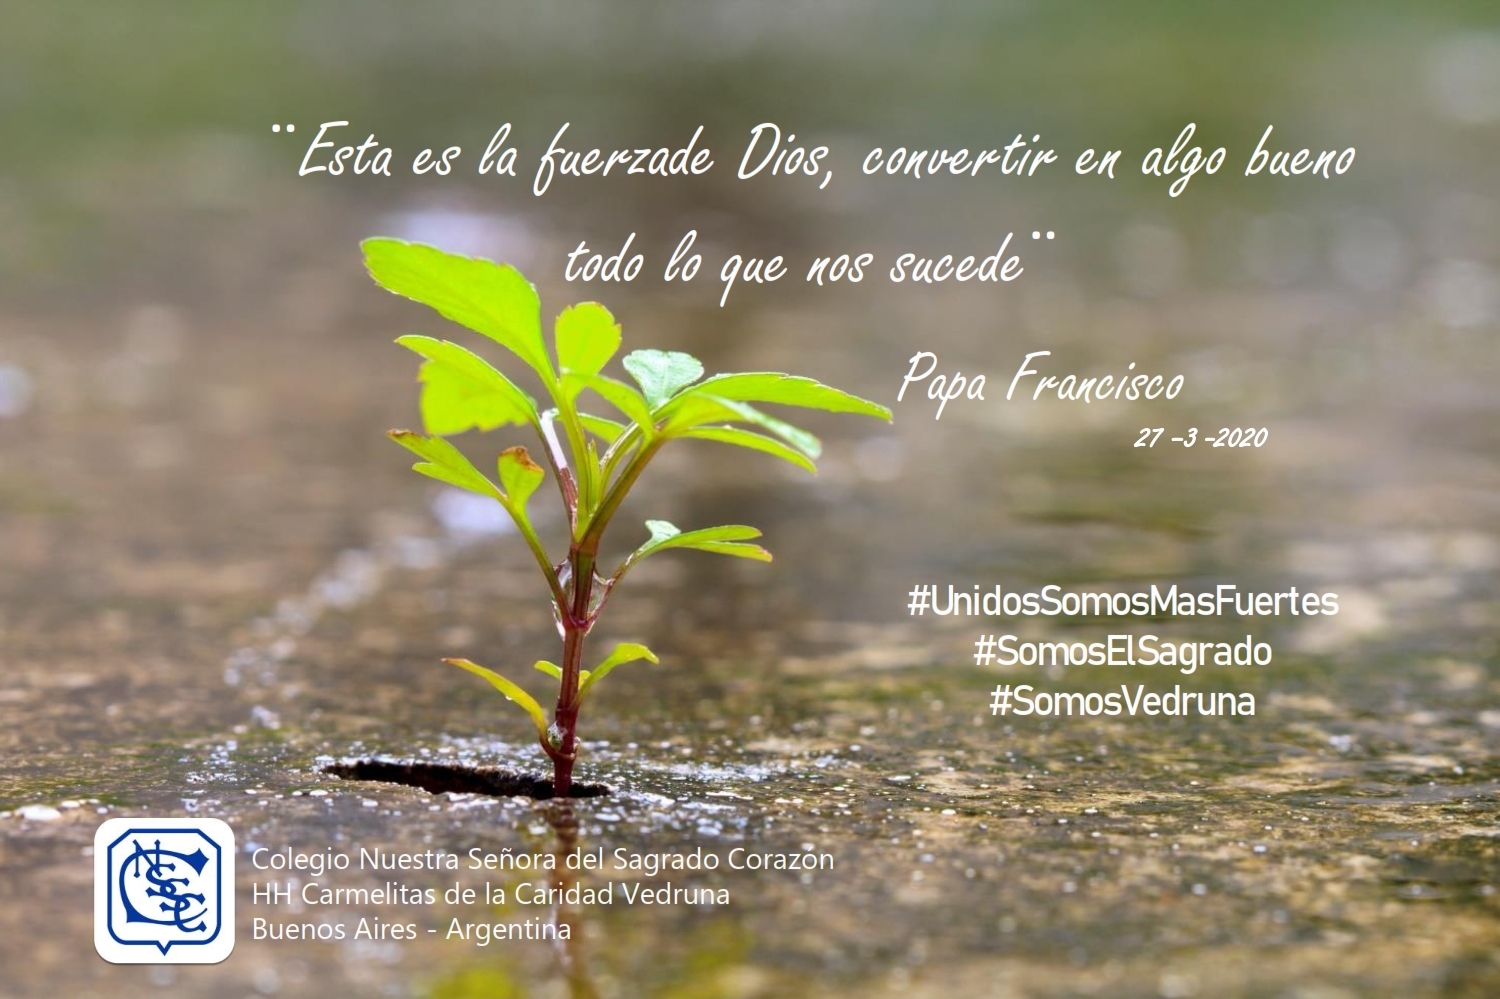 ¨Esta es la fuerzade Dios, convertir en algo bueno
todo lo que nos sucede¨
Papa Francisco
27 -3 -2020
#UnidosSomosMasFuertes
#SomosElSagrado
#SomosVedruna
Colegio Nuestra Señora del Sagrado Corazón
HH Carmelitas de la Caridad Vedruna
Buenos Aires - Argentina